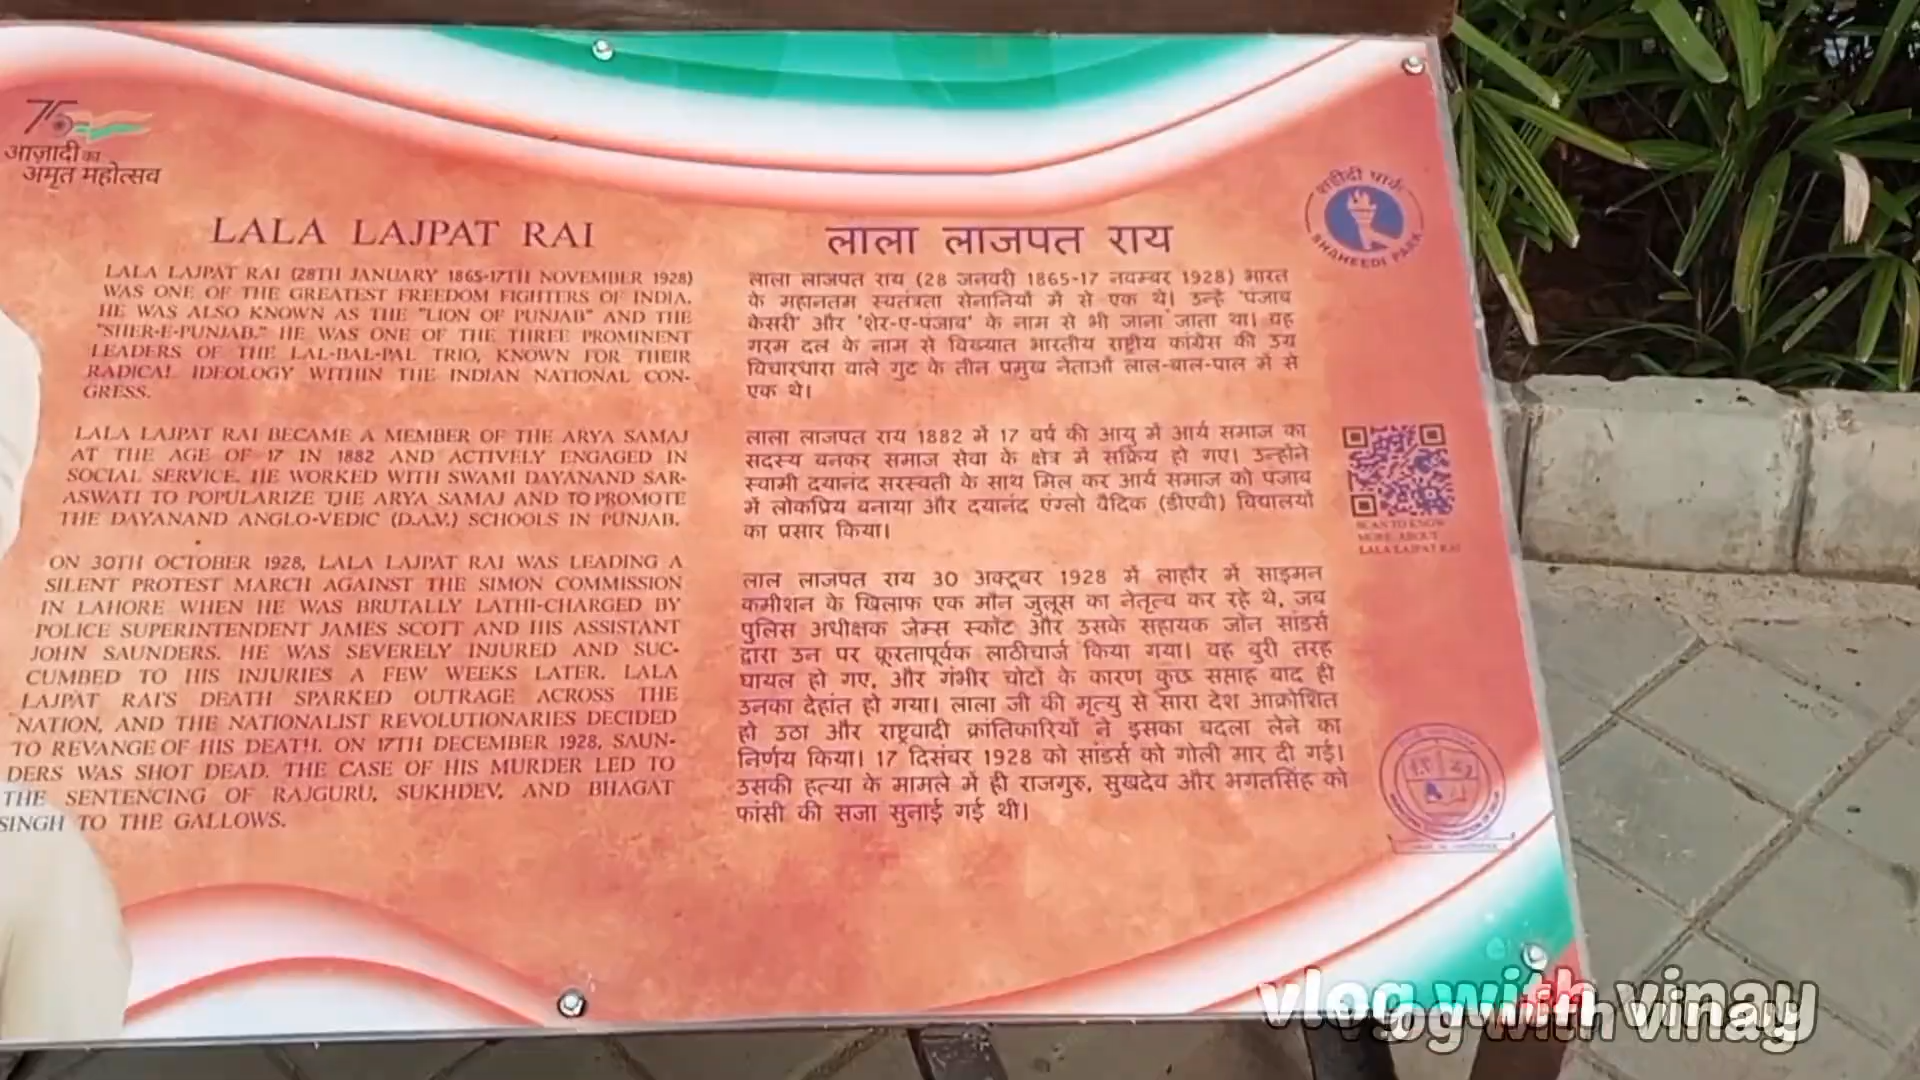 75
आज़ादी का
अमृत महोत्सव
LALA LAJPAT RAI
LALA LAJPAT RAI (28TH JANUARY 1865-17TH NOVEMBER 1928)
WAS ONE OF THE GREATEST FREEDOM FIGHTERS OF INDIA.
HE WAS ALSO KNOWN AS THE "LION OF PUNJAB" AND THE
"SHER-E-PUNJAB." HE WAS ONE OF THE THREE PROMINENT
LEADERS OF THE LAL-BAL-PAL TRIO, KNOWN FOR THEIR
RADICAL IDEOLOGY WITHIN THE INDIAN NATIONAL CON-
GRESS.
LALA LAJPAT RAI BECAME A MEMBER OF THE ARYA SAMAJ
AT THE AGE OF 17 IN 1882 AND ACTIVELY ENGAGED IN
SOCIAL SERVICE. HE WORKED WITH SWAMI DAYANAND SAR-
ASWATI TO POPULARIZE THE ARYA SAMAJ AND TO PROMOTE
THE DAYANAND ANGLO-VEDIC (D.A.V.) SCHOOLS IN PUNJAB.
ON 30TH OCTOBER 1928, LALA LAJPAT RAI WAS LEADING A
SILENT PROTEST MARCH AGAINST THE SIMON COMMISSION
IN LAHORE WHEN HE WAS BRUTALLY LATHI-CHARGED BY
POLICE SUPERINTENDENT JAMES SCOTT AND HIS ASSISTANT
JOHN SAUNDERS. HE WAS SEVERELY INJURED AND SUC-
CUMBED TO HIS INJURIES A FEW WEEKS LATER. LALA
LAJPAT RAI'S DEATH SPARKED OUTRAGE ACROSS THE
NATION, AND THE NATIONALIST REVOLUTIONARIES DECIDED
TO REVANGE OF HIS DEATH. ON 17TH DECEMBER 1928, SAUN-
DERS WAS SHOT DEAD. THE CASE OF HIS MURDER LED TO
THE SENTENCING OF RAJGURU, SUKHDEV, AND BHAGAT
SINGH TO THE GALLOWS.
लाला लाजपत राय
लाला लाजपत राय (28 जनवरी 1865-17 नवम्बर 1928) भारत
के महानतम स्वतंत्रता सेनानियों में से एक थे। उन्हें 'पंजाब
केसरी' और 'शेर-ए-पंजाब' के नाम से भी जाना जाता था। वह
गरम दल के नाम से विख्यात भारतीय राष्ट्रीय कांग्रेस की उग्र
विचारधारा वाले गुट के तीन प्रमुख नेताओं लाल-बाल-पाल में से
एक थे।
लाला लाजपत राय 1882 में 17 वर्ष की आयु में आर्य समाज का
सदस्य बनकर समाज सेवा के क्षेत्र में सक्रिय हो गए। उन्होंने
स्वामी दयानंद सरस्वती के साथ मिल कर आर्य समाज को पंजाब
में लोकप्रिय बनाया और दयानंद एंग्लो वैदिक (डीएवी) विद्यालयों
का प्रसार किया।
लाल लाजपत राय 30 अक्टूबर 1928 में लाहौर में साइमन
कमीशन के खिलाफ एक मौन जुलूस का नेतृत्व कर रहे थे, जब
पुलिस अधीक्षक जेम्स स्कॉट और उसके सहायक जॉन सांडर्स
द्वारा उन पर क्रूरतापूर्वक लाठीचार्ज किया गया। वह बुरी तरह
घायल हो गए, और गंभीर चोटों के कारण कुछ सप्ताह बाद ही
उनका देहांत हो गया। लाला जी की मृत्यु से सारा देश आक्रोशित
हो उठा और राष्ट्रवादी क्रांतिकारियों ने इसका बदला लेने का
निर्णय किया। 17 दिसंबर 1928 को सांडर्स को गोली मार दी गई।
उसकी हत्या के मामले में ही राजगुरु, सुखदेव और भगतसिंह को
फांसी की सजा सुनाई गई थी।
शहीदी पार्क
SHAHEEDI PARK
SCAN TO KNOW
MORE ABOUT
LALA LAJPAT RAI
vlog with vinay
vlog with vinay